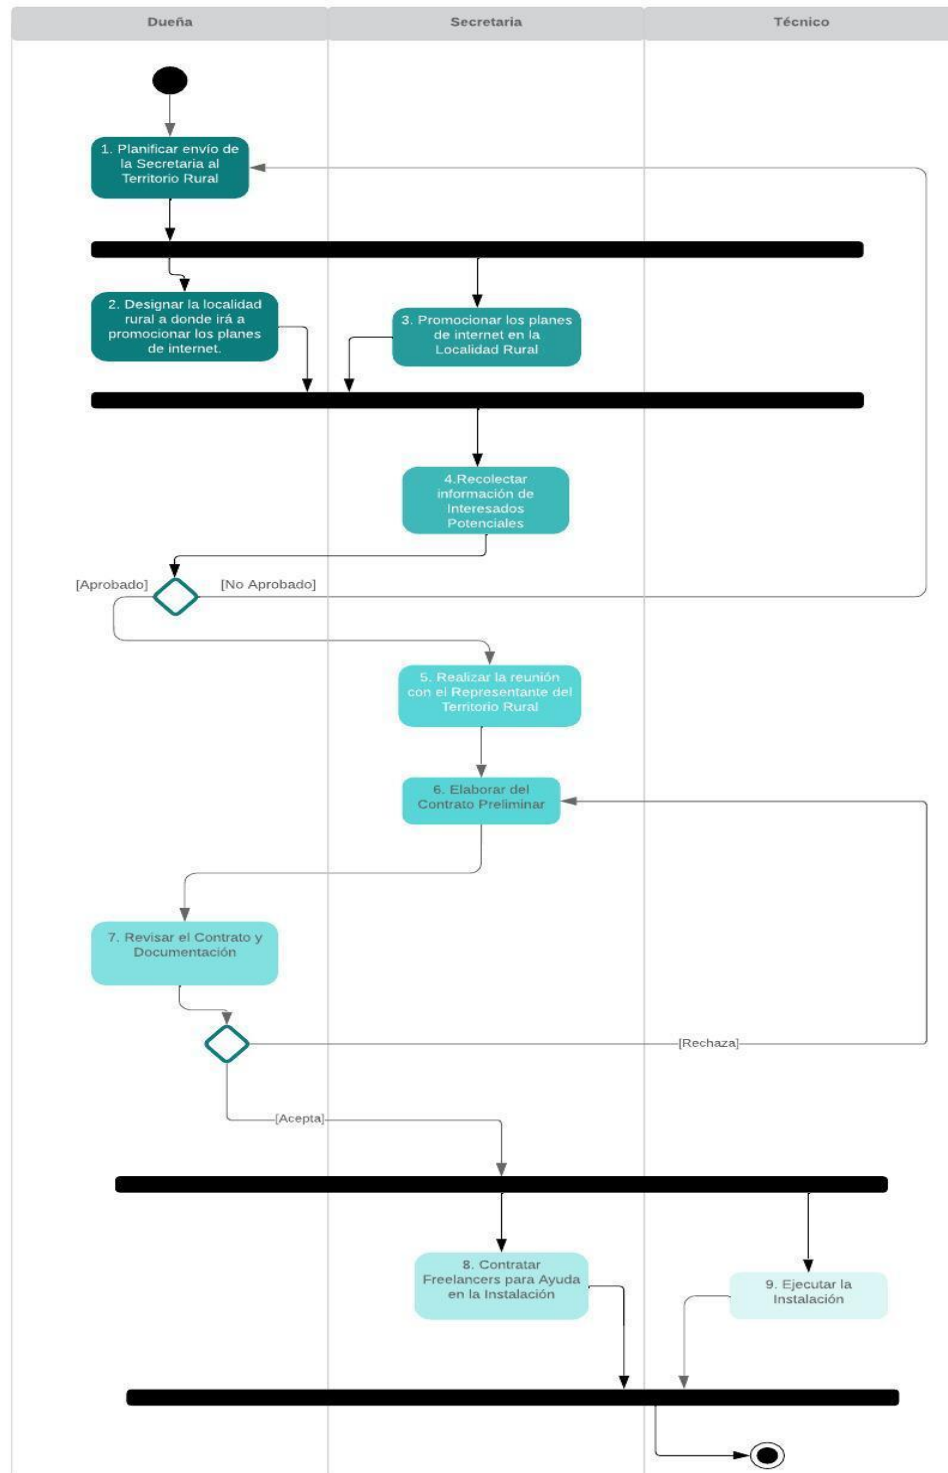 Dueña
Secretaria
Técnico
1. Planificar envío de
la Secretaria al
Territorio Rural
2. Designar la localidad
rural a donde irá a
promocionar los planes
de internet.
3. Promocionar los planes
de internet en la
Localidad Rural
4.Recolectar
información de
Interesados
Potenciales
[Aprobado]
[No Aprobado]
5. Realizar la reunión
con el Representante del
Territorio Rural
6. Elaborar del
Contrato Preliminar
7. Revisar el Contrato y
Documentación
[Rechaza]
[Acepta]
8. Contratar
Freelancers para Ayuda
en la Instalación
9. Ejecutar la
Instalación